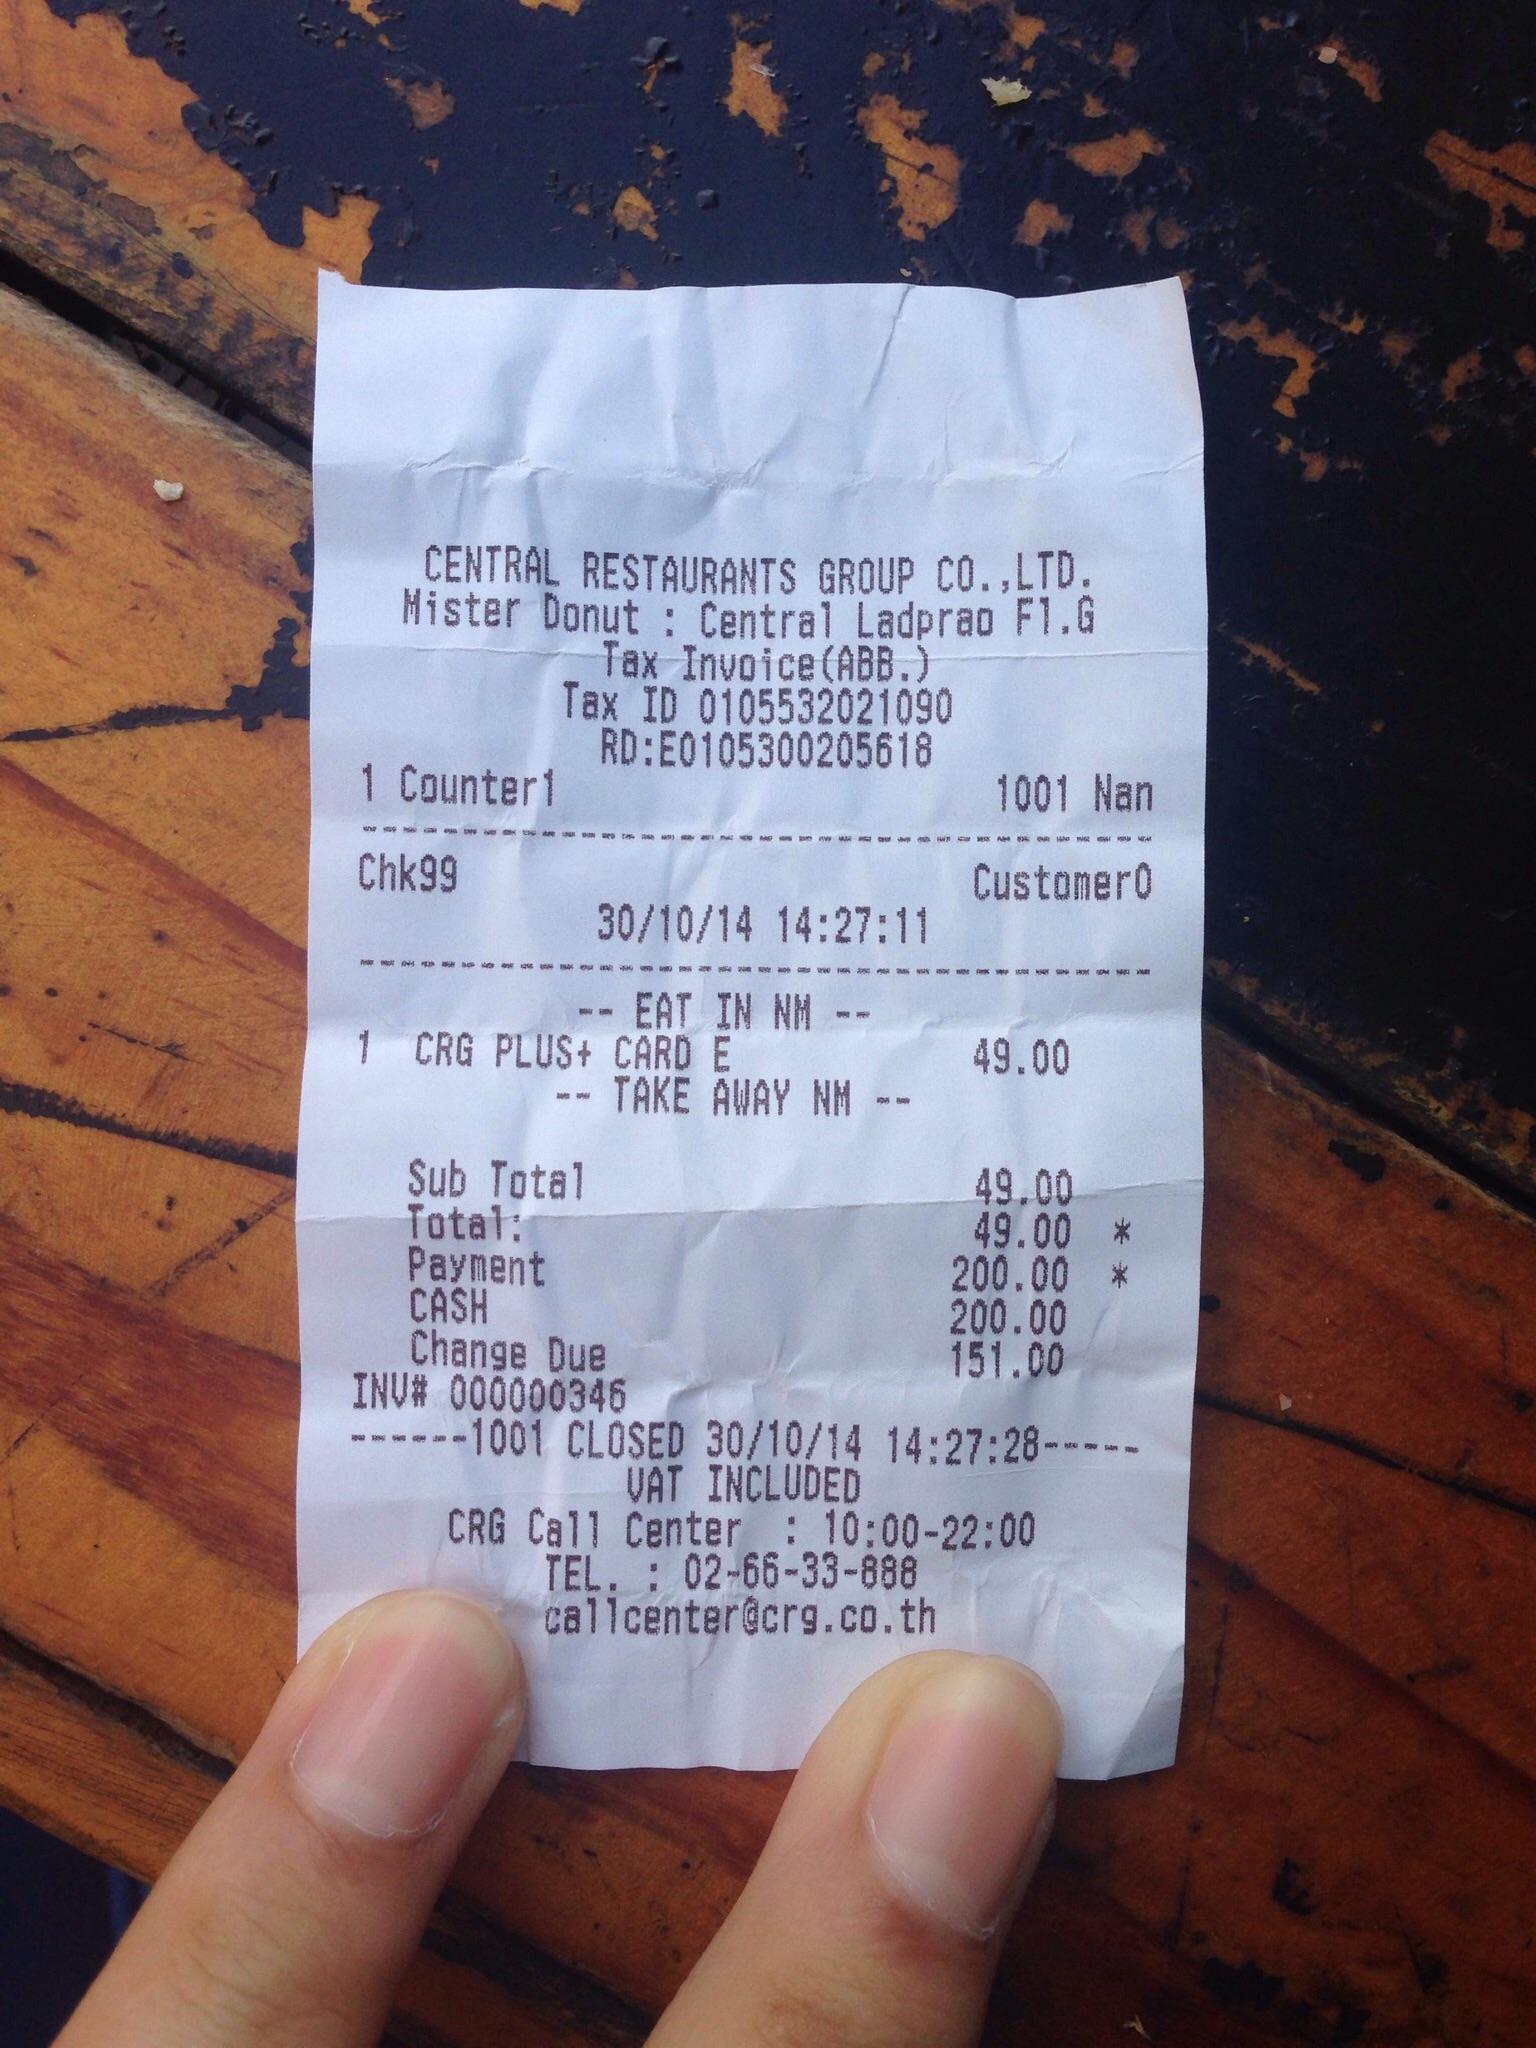 CENTRAL RESTAURANTS GROUP CO.,LTD.
Mister Donut : Central Ladprao Fl.G
Tax Invoice(ABB.)
Tax ID 0105532021090
RD:E0105300205618
1 Counter1 1001 Nan
--------------------------------
Chk99 Customer0
30/10/14 14:27:11
--------------------------------
-- EAT IN NM --
1 CRG PLUS+ CARD E 49.00
-- TAKE AWAY NM --
Sub Total 49.00
Total: 49.00 *
Payment 200.00 *
CASH 200.00
Change Due 151.00
INV# 000000346
------1001 CLOSED 30/10/14 14:27:28-----
VAT INCLUDED
CRG Call Center : 10:00-22:00
TEL. : 02-66-33-888
callcenter@crg.co.th